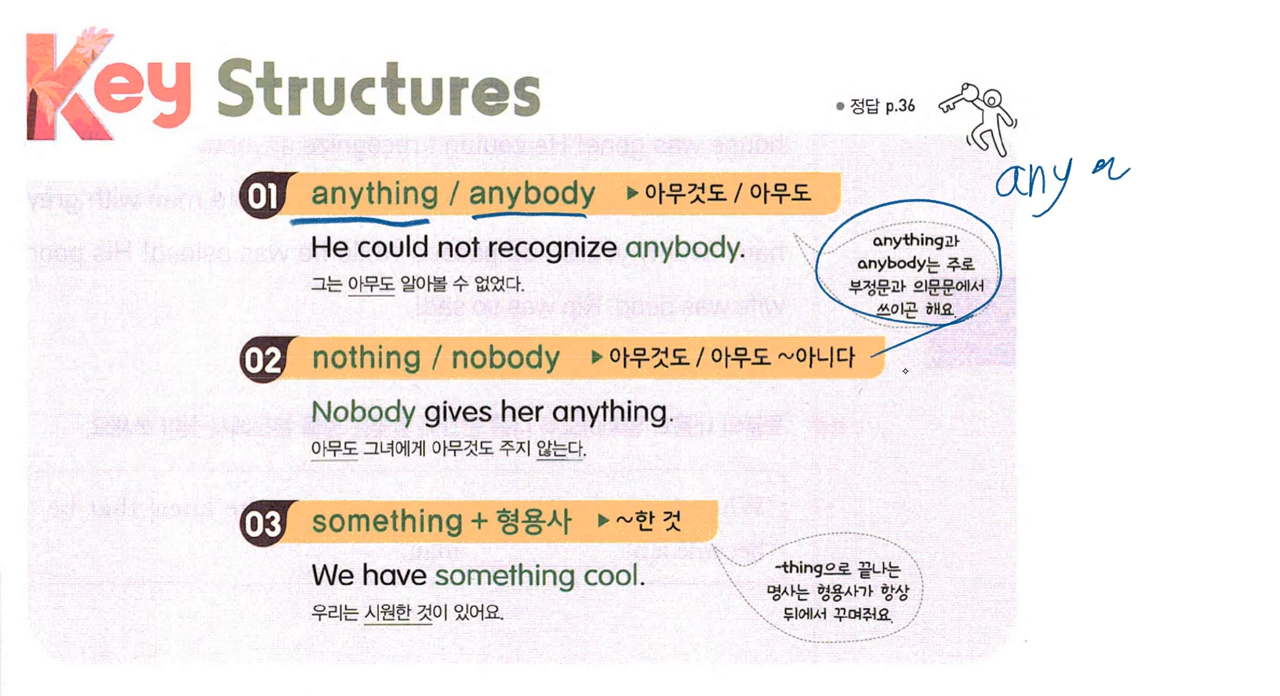 Key Structures
• 정답 p.36
any
01 anything / anybody ▶ 아무것도 / 아무도
He could not recognize anybody.
그는 아무도 알아볼 수 없었다.
anything과
anybody는 주로
부정문과 의문문에서
쓰이곤 해요.
02 nothing / nobody ▶ 아무것도 / 아무도 ~아니다
Nobody gives her anything.
아무도 그녀에게 아무것도 주지 않는다.
03 something + 형용사 ▶ ~한 것
We have something cool.
우리는 시원한 것이 있어요.
-thing으로 끝나는
명사는 형용사가 항상
뒤에서 꾸며줘요.